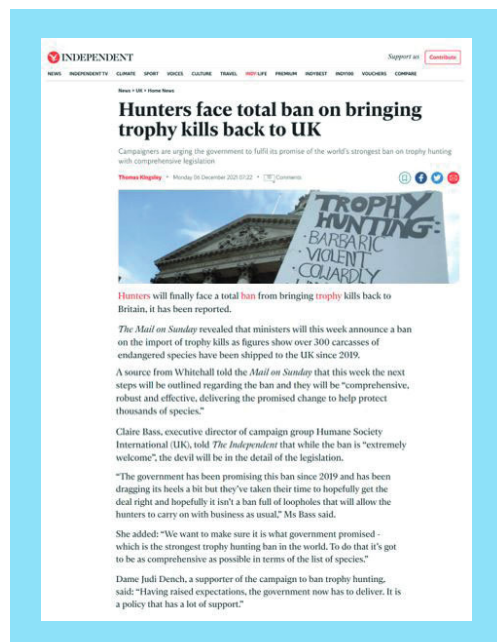 INDEPENDENT
Support us
Contribute
NEWS INDEPENDENT TV CLIMATE SPORT VOICES CULTURE TRAVEL INDY/LIFE PREMIUM INDYBEST INDY100 VOUCHERS COMPARE
News > UK > Home News
Hunters face total ban on bringing
trophy kills back to UK
Campaigners are urging the government to fulfil its promise of the world's strongest ban on trophy hunting
with comprehensive legislation
Thomas Kingsley • Monday 06 December 2021 07:22 • Comments
TROPHY
HUNTING:
· BARBARIC
· VIOLENT
· COWARDLY
Hunters will finally face a total ban from bringing trophy kills back to
Britain, it has been reported.
The Mail on Sunday revealed that ministers will this week announce a ban
on the import of trophy kills as figures show over 300 carcasses of
endangered species have been shipped to the UK since 2019.
A source from Whitehall told the Mail on Sunday that this week the next
steps will be outlined regarding the ban and they will be “comprehensive,
robust and effective, delivering the promised change to help protect
thousands of species.”
Claire Bass, executive director of campaign group Humane Society
International (UK), told The Independent that while the ban is “extremely
welcome”, the devil will be in the detail of the legislation.
“The government has been promising this ban since 2019 and has been
dragging its heels a bit but they’ve taken their time to hopefully get the
deal right and hopefully it isn’t a ban full of loopholes that will allow the
hunters to carry on with business as usual,” Ms Bass said.
She added: “We want to make sure it is what government promised -
which is the strongest trophy hunting ban in the world. To do that it’s got
to be as comprehensive as possible in terms of the list of species.”
Dame Judi Dench, a supporter of the campaign to ban trophy hunting,
said: “Having raised expectations, the government now has to deliver. It is
a policy that has a lot of support.”